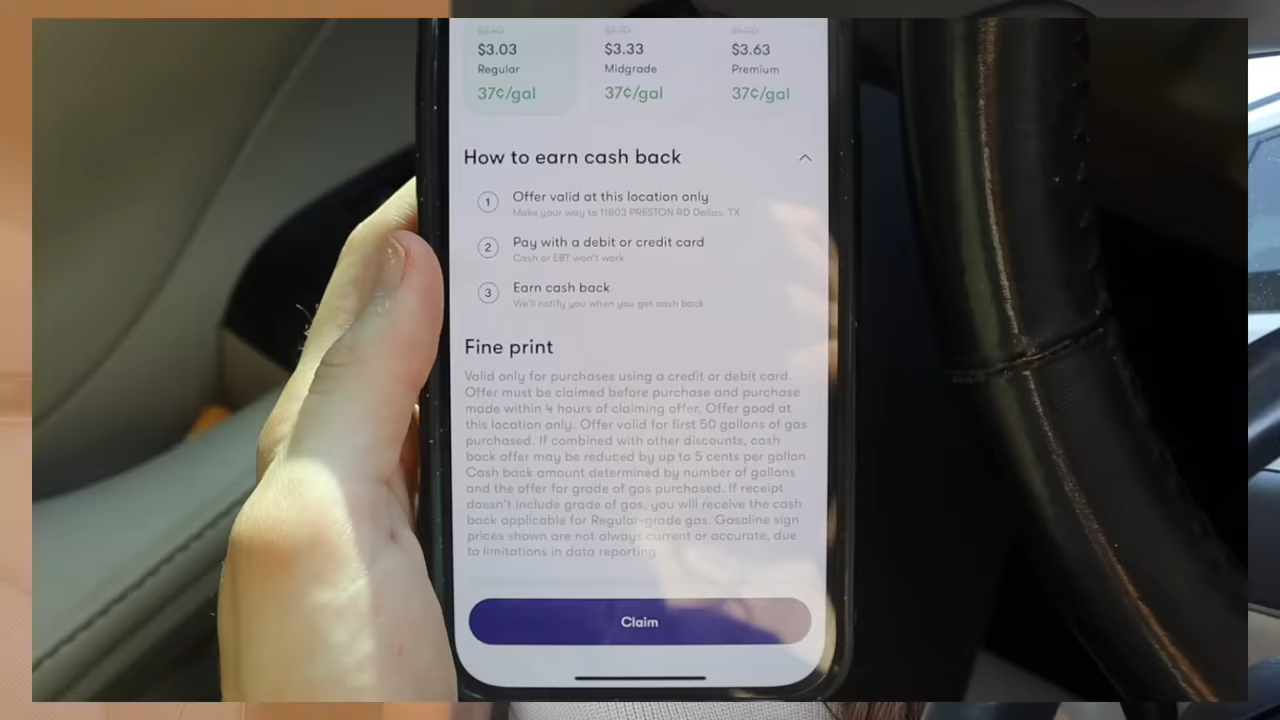 $3.40 $3.70 $4.00
$3.03 $3.33 $3.63
Regular Midgrade Premium
37¢/gal 37¢/gal 37¢/gal
How to earn cash back
1 Offer valid at this location only
Make your way to 11803 PRESTON RD Dallas, TX
2 Pay with a debit or credit card
Cash or EBT won't work
3 Earn cash back
We'll notify you when you get cash back
Fine print
Valid only for purchases using a credit or debit card.
Offer must be claimed before purchase and purchase
made within 4 hours of claiming offer. Offer good at
this location only. Offer valid for first 50 gallons of gas
purchased. If combined with other discounts, cash
back offer may be reduced by up to 5 cents per gallon.
Cash back amount determined by number of gallons
and the offer for grade of gas purchased. If receipt
doesn't include grade of gas, you will receive the cash
back applicable for Regular-grade gas. Gasoline sign
prices shown are not always current or accurate, due
to limitations in data reporting
Claim